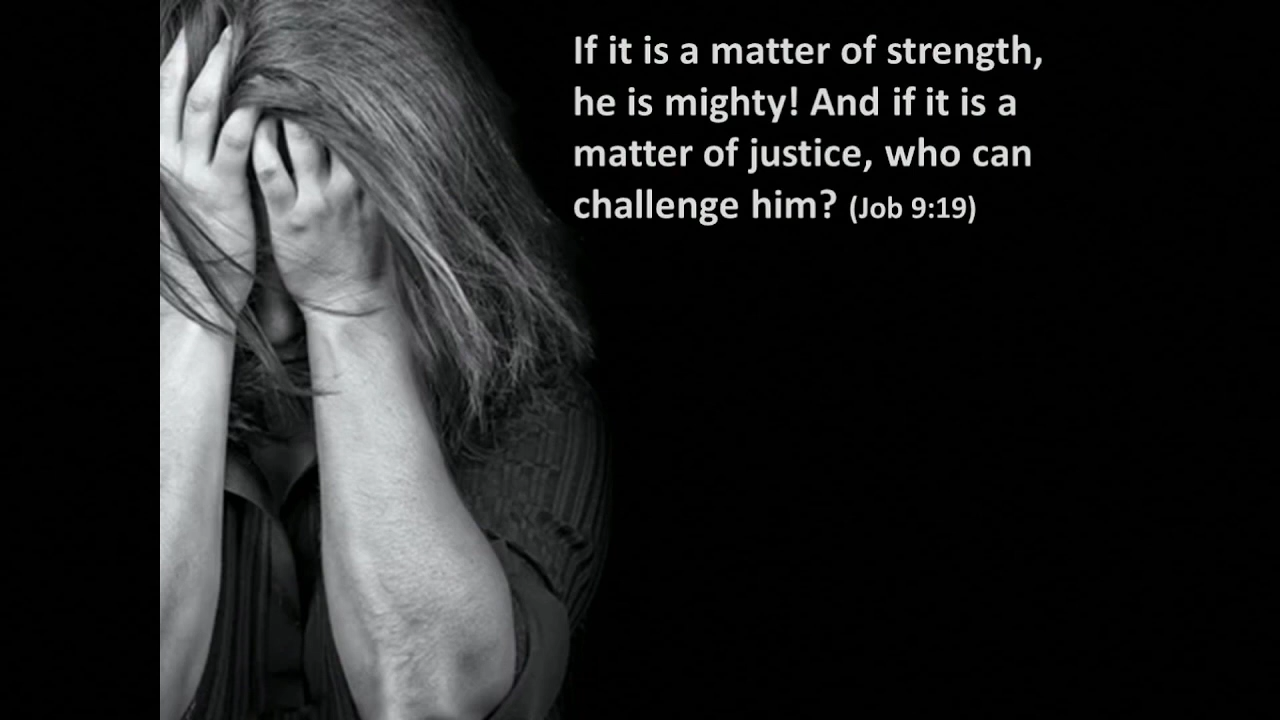 If it is a matter of strength,
he is mighty! And if it is a
matter of justice, who can
challenge him? (Job 9:19)